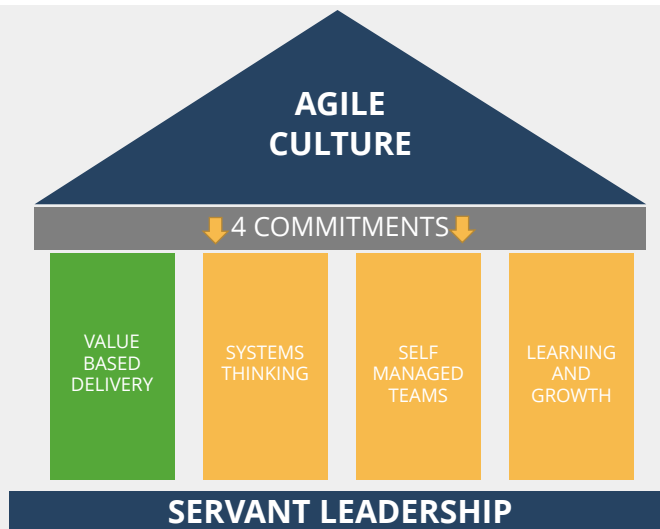 AGILE
CULTURE
4 COMMITMENTS
VALUE
BASED
DELIVERY
SYSTEMS
THINKING
SELF
MANAGED
TEAMS
LEARNING
AND
GROWTH
SERVANT LEADERSHIP